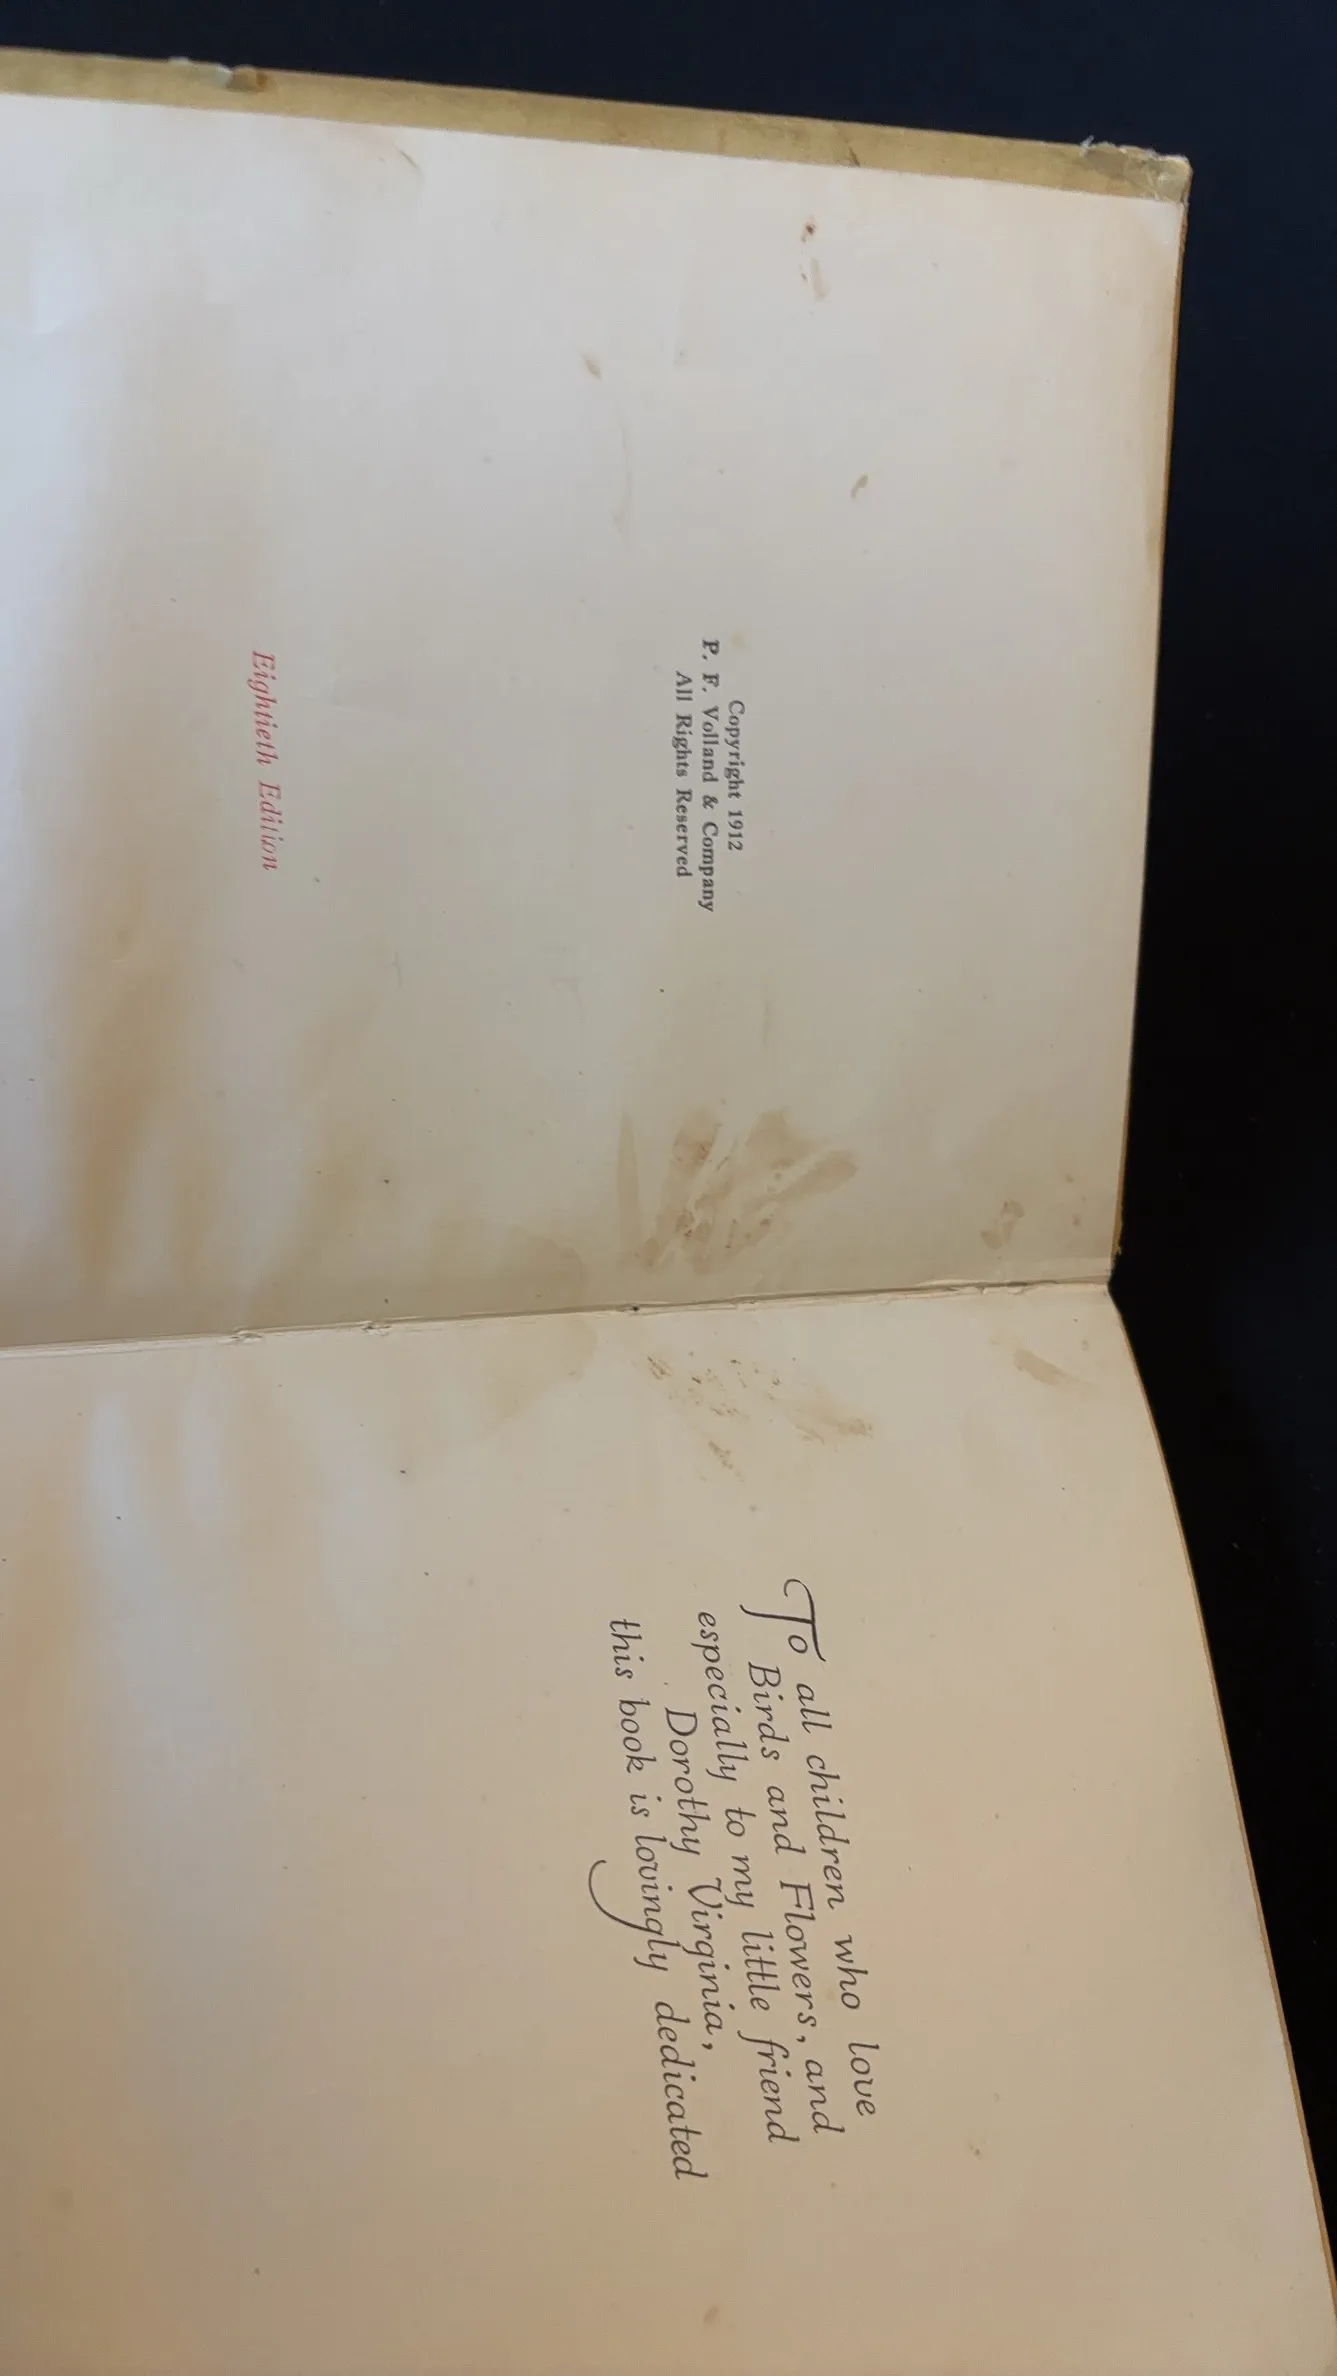 Copyright 1912
P. F. Volland & Company
All Rights Reserved
Eightieth Edition
To all children who love
Birds and Flowers, and
especially to my little friend
Dorothy Virginia,
this book is lovingly dedicated